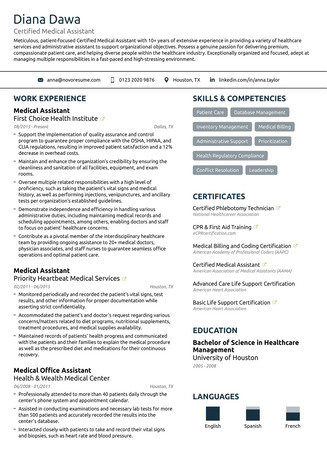 Diana Dawa
Certified Medical Assistant
Meticulous, patient-focused Certified Medical Assistant with 10+ years of extensive experience in providing a variety of healthcare
services and administrative assistance to support organizational objectives. Possess a genuine passion for delivering premium,
compassionate patient care, and helping diverse people within the healthcare environment. Exceptionally organized and focused, adept at
managing multiple responsibilities in a fast-paced and high-stressing environment.
anna@novoresume.com
0123 2020 9876
Houston, TX
linkedin.com/in/anna.taylor
WORK EXPERIENCE
Medical Assistant
First Choice Health Institute
08/2013 - Present
Dallas, TX
Support the implementation of quality assurance and control
program to guarantee proper compliance with the OSHA, HIPAA, and
CLIA regulations, resulting in improved patient satisfaction and a 12%
decrease in overhead costs.
Maintain and enhance the organization's credibility by ensuring the
cleanliness and sanitation of all facilities, equipment, and exam
rooms.
Oversee multiple related responsibilities with a high level of
proficiency, such as taking the patient's vital signs and medical
history, as well as performing injections, venipunctures, and ancillary
tests per organization's established guidelines.
Demonstrate independence and efficiency in handling various
administrative duties, including maintaining medical records and
scheduling appointments, among others, enabling doctors and staff
to focus on patients' healthcare improvements.
Contribute as a pivotal member of the interdisciplinary healthcare
team by providing ongoing assistance to 20+ medical doctors,
physician associates, and staff nurses to guarantee seamless office
operations and optimal patient care.
Medical Assistant
Priority Heartbeat Medical Services
02/2011 - 06/2013
Houston, TX
Monitored periodically and recorded the patient's vital signs, test
results, and other information for proper documentation while
asserting strict confidentiality.
Accommodated the patient's and doctor's request regarding various
concerns/matters related to diet programs, nutritional supplements,
treatment procedures, and medical supplies availability.
Maintained records of patients' health progress and communicated
with the patients and their families to explain the medical procedure
as well as prescribed diet and medications for their continuous
recovery.
Medical Office Assistant
Health & Wealth Medical Center
06/2008 - 01/2011
Houston, TX
Professionally attended to more than 40 patients daily through the
center's phone system and appointment calendar.
Assisted in conducting examinations and necessary lab tests for more
than 500 patients and accurately recorded the results into the
center's database.
Interacted closely with patients to take and record their vital signs
and biopsies, such as heart rate and blood pressure.
SKILLS & COMPETENCIES
Patient Care
Database Management
Inventory Management
Medical Billing
Administrative Support
Prioritization
Health Regulatory Compliance
Conflict Resolution
Leadership
CERTIFICATES
Certified Phlebotomy Technician
National Healthcareer Association
CPR & First Aid Training
eCPRcertification.com
Medical Billing and Coding Certification
American Academy of Professional Coders (AAPC)
Certified Medical Assistant
American Association of Medical Assistants (AAMA)
Advanced Care Life Support Certification
American Heart Association
Basic Life Support Certification
American Heart Association
EDUCATION
Bachelor of Science in Healthcare
Management
University of Houston
2005 - 2008
LANGUAGES
English
Spanish
French